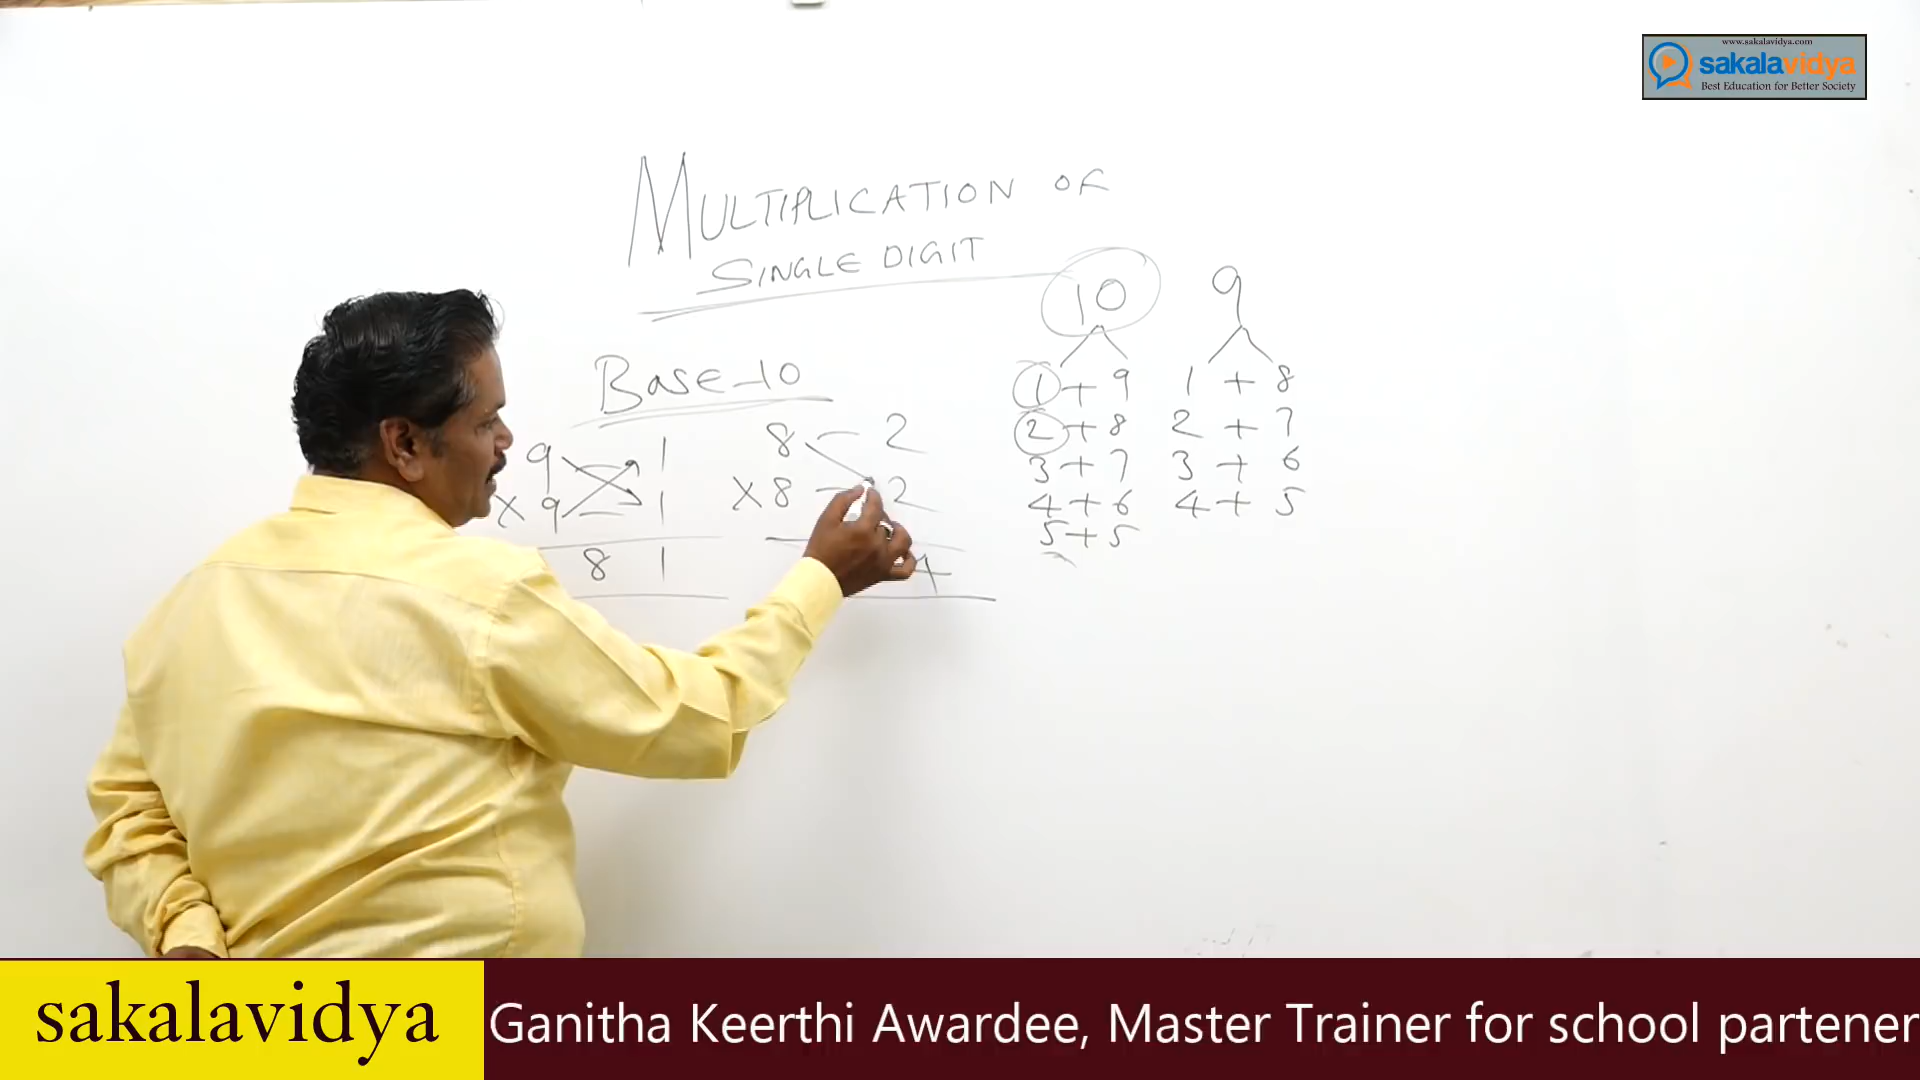 www.sakalavidya.com
sakalavidya
Best Education for Better Society
MULTIPLICATION OF
SINGLE DIGIT
10 9
BASE-10
1 + 9 1 + 8
2 + 8 2 + 7
3 + 7 3 + 6
4 + 6 4 + 5
5 + 5
9 1 8 - 2
X 9 - 1 X 8 - 2
8 1 4
sakalavidya
Ganitha Keerthi Awardee, Master Trainer for school partener